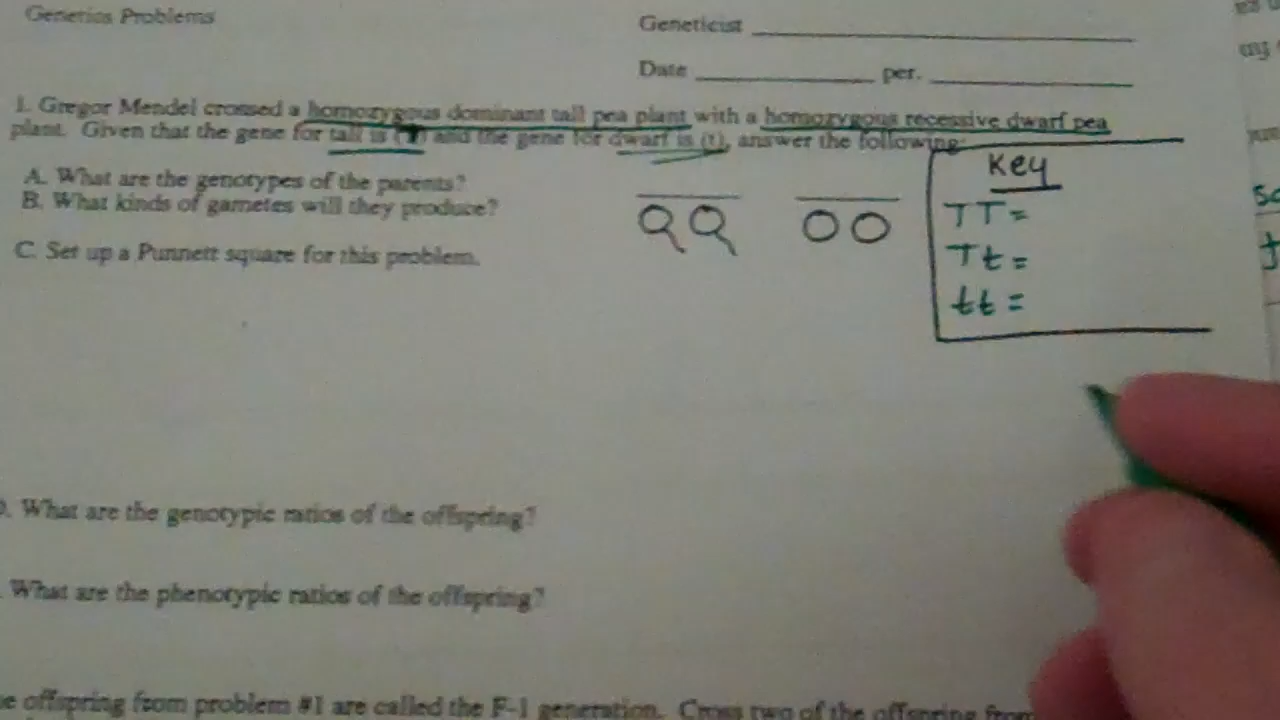 Genetics Problems
Geneticist
Date per.
1. Gregor Mendel crossed a homozygous dominant tall pea plant with a homozygous recessive dwarf pea
plant. Given that the gene for tall is (T) and the gene for dwarf is (t), answer the following:
A. What are the genotypes of the parents?
B. What kinds of gametes will they produce?
C. Set up a Punnett square for this problem.
Key
TT =
Tt =
tt =
What are the genotypic ratios of the offspring?
What are the phenotypic ratios of the offspring?
offspring from problem #1 are called the F-1 generation. Cross two of the offspring from